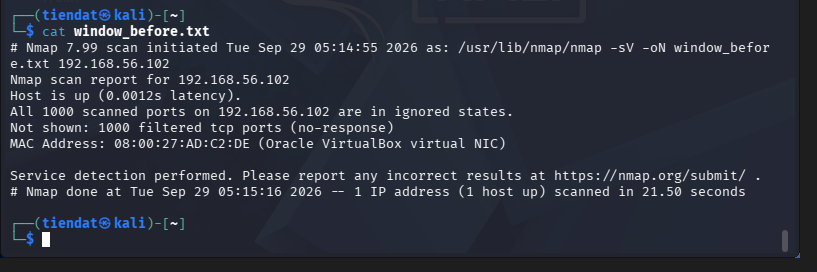 ┌──(tiendat㉿kali)-[~]
└─$ cat window_before.txt
# Nmap 7.99 scan initiated Tue Sep 29 05:14:55 2026 as: /usr/lib/nmap/nmap -sV -oN window_befor
e.txt 192.168.56.102
Nmap scan report for 192.168.56.102
Host is up (0.0012s latency).
All 1000 scanned ports on 192.168.56.102 are in ignored states.
Not shown: 1000 filtered tcp ports (no-response)
MAC Address: 08:00:27:AD:C2:DE (Oracle VirtualBox virtual NIC)

Service detection performed. Please report any incorrect results at https://nmap.org/submit/ .
# Nmap done at Tue Sep 29 05:15:16 2026 -- 1 IP address (1 host up) scanned in 21.50 seconds

┌──(tiendat㉿kali)-[~]
└─$